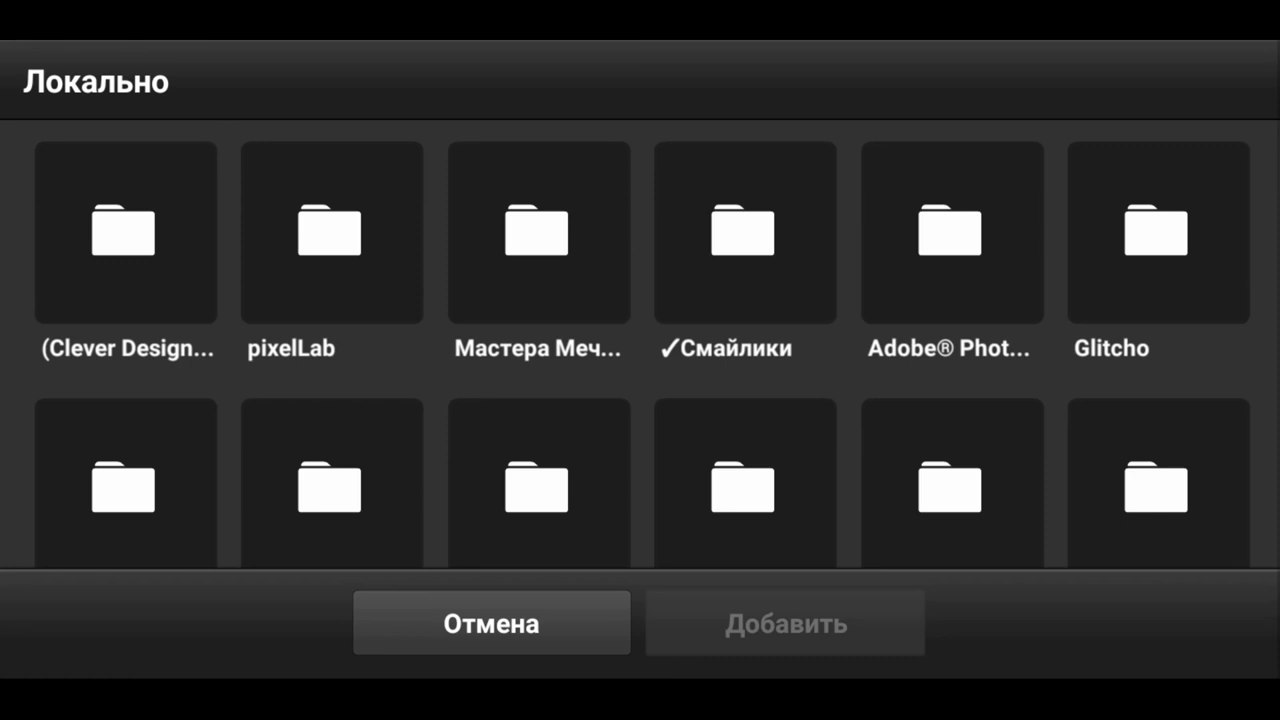 Локально
(Clever Design...
pixelLab
Мастера Меч...
✓Смайлики
Adobe® Phot...
Glitcho
Отмена
Добавить